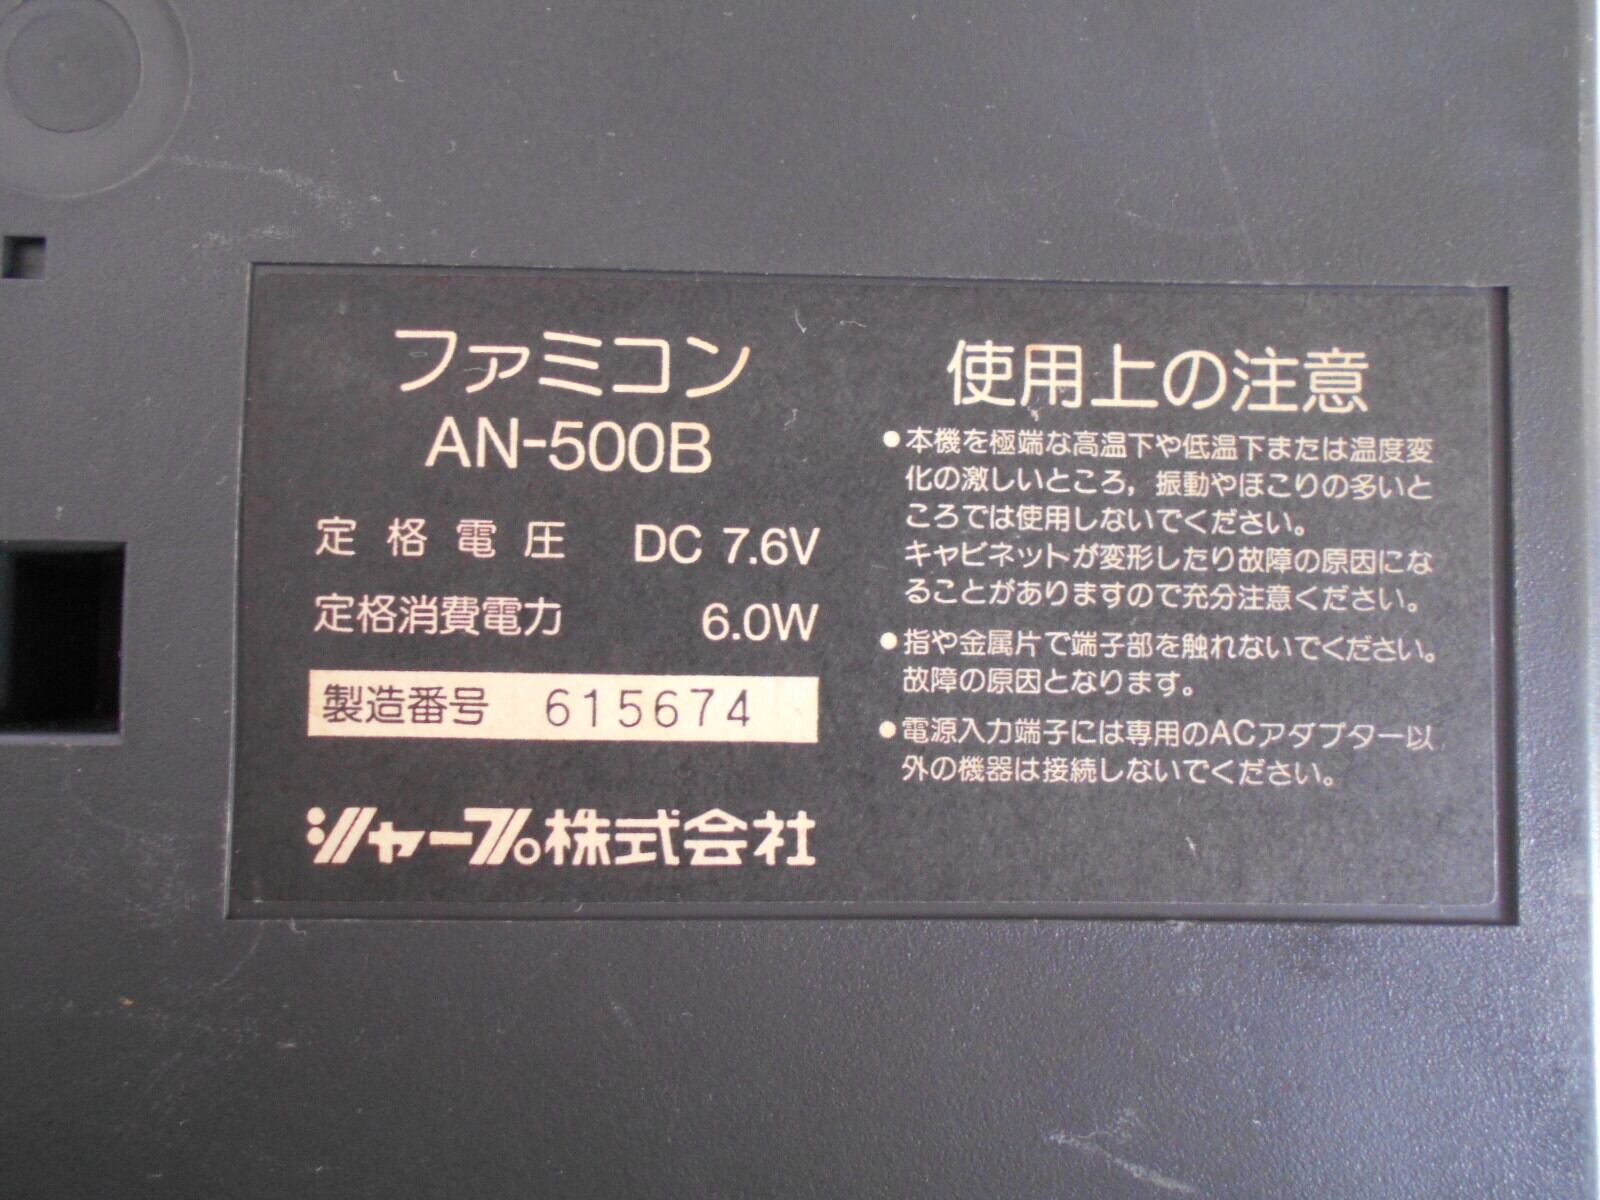 ファミコン
AN-500B
定格電圧 DC 7.6V
定格消費電力 6.0W
製造番号 615674
シャープ株式会社
使用上の注意
●本機を極端な高温下や低温下または温度変
化の激しいところ，振動やほこりの多いと
ころでは使用しないでください。
キャビネットが変形したり故障の原因にな
ることがありますので充分注意ください。
●指や金属片で端子部を触れないでください。
故障の原因となります。
●電源入力端子には専用のACアダプター以
外の機器は接続しないでください。